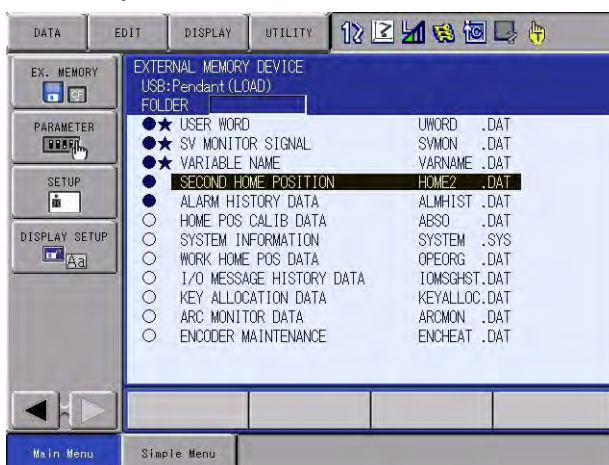 DATA EDIT DISPLAY UTILITY
EX. MEMORY
CF
PARAMETER
SETUP
DISPLAY SETUP
Aa
EXTERNAL MEMORY DEVICE
USB:Pendant(LOAD)
FOLDER
●★ USER WORD UWORD .DAT
●★ SV MONITOR SIGNAL SVMON .DAT
●★ VARIABLE NAME VARNAME .DAT
● SECOND HOME POSITION HOME2 .DAT
● ALARM HISTORY DATA ALMHIST .DAT
○ HOME POS CALIB DATA ABSO .DAT
○ SYSTEM INFORMATION SYSTEM .SYS
○ WORK HOME POS DATA OPEORG .DAT
○ I/O MESSAGE HISTORY DATA IOMSGHST.DAT
○ KEY ALLOCATION DATA KEYALLOC.DAT
○ ARC MONITOR DATA ARCMON .DAT
○ ENCODER MAINTENANCE ENCHEAT .DAT
Main Menu Simple Menu